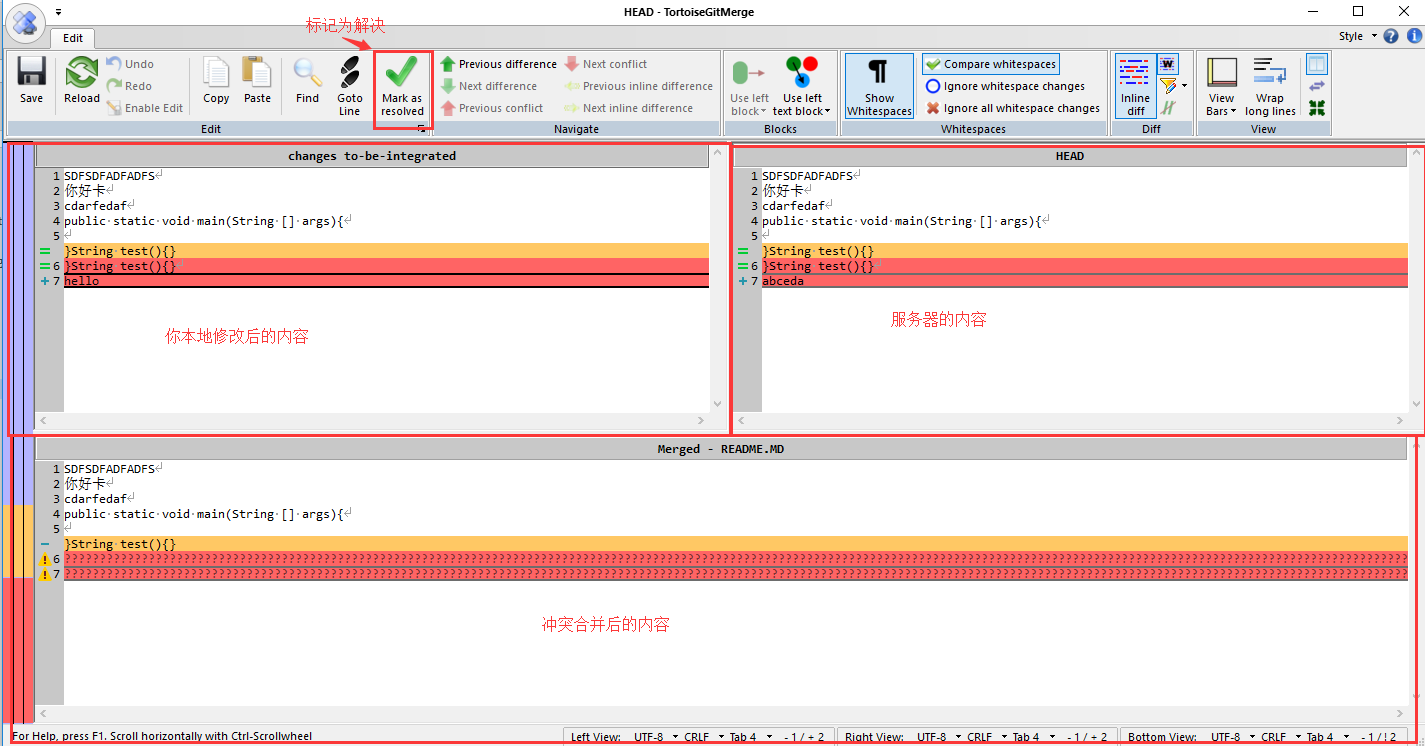 HEAD - TortoiseGitMerge
标记为解决
Edit
Style
Save
Reload
Undo
Redo
Enable Edit
Copy
Paste
Find
Goto Line
Mark as resolved
Edit
Previous difference
Next difference
Previous conflict
Next conflict
Previous inline difference
Next inline difference
Navigate
Use left block
Use left text block
Blocks
Show Whitespaces
Compare whitespaces
Ignore whitespace changes
Ignore all whitespace changes
Whitespaces
Inline diff
Diff
View Bars
Wrap long lines
View
changes to-be-integrated
1 SDFSDFADFADFS
2 你好卡
3 cdarfedaf
4 public static void main(String [] args){
5
}String test(){}
6 }String test(){}
7 hello
你本地修改后的内容
HEAD
1 SDFSDFADFADFS
2 你好卡
3 cdarfedaf
4 public static void main(String [] args){
5
}String test(){}
6 }String test(){}
7 abceda
服务器的内容
Merged - README.MD
1 SDFSDFADFADFS
2 你好卡
3 cdarfedaf
4 public static void main(String [] args){
5
}String test(){}
6
7
冲突合并后的内容
For Help, press F1. Scroll horizontally with Ctrl-Scrollwheel
Left View: UTF-8 CRLF Tab 4 - 1 / + 2
Right View: UTF-8 CRLF Tab 4 - 1 / + 2
Bottom View: UTF-8 CRLF Tab 4 - 1 / ! 2